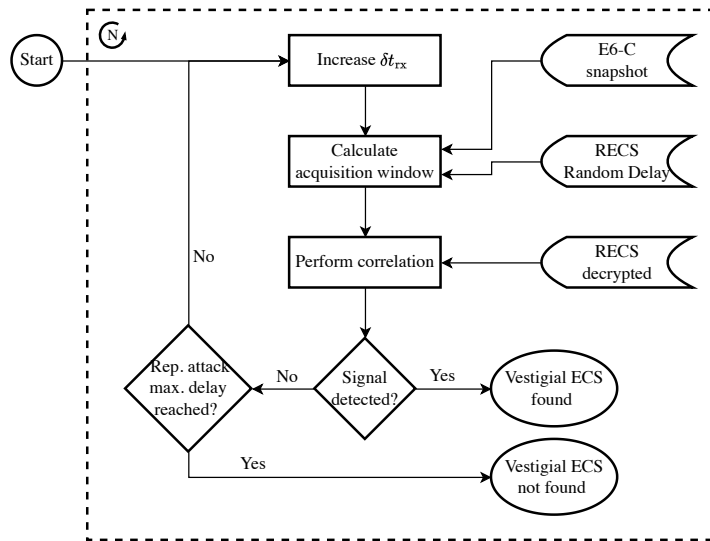 N
Start
Increase δt_rx
E6-C
snapshot
Calculate
acquisition window
RECS
Random Delay
No
Perform correlation
RECS
decrypted
Rep. attack
max. delay
reached?
No
Signal
detected?
Yes
Vestigial ECS
found
Yes
Vestigial ECS
not found